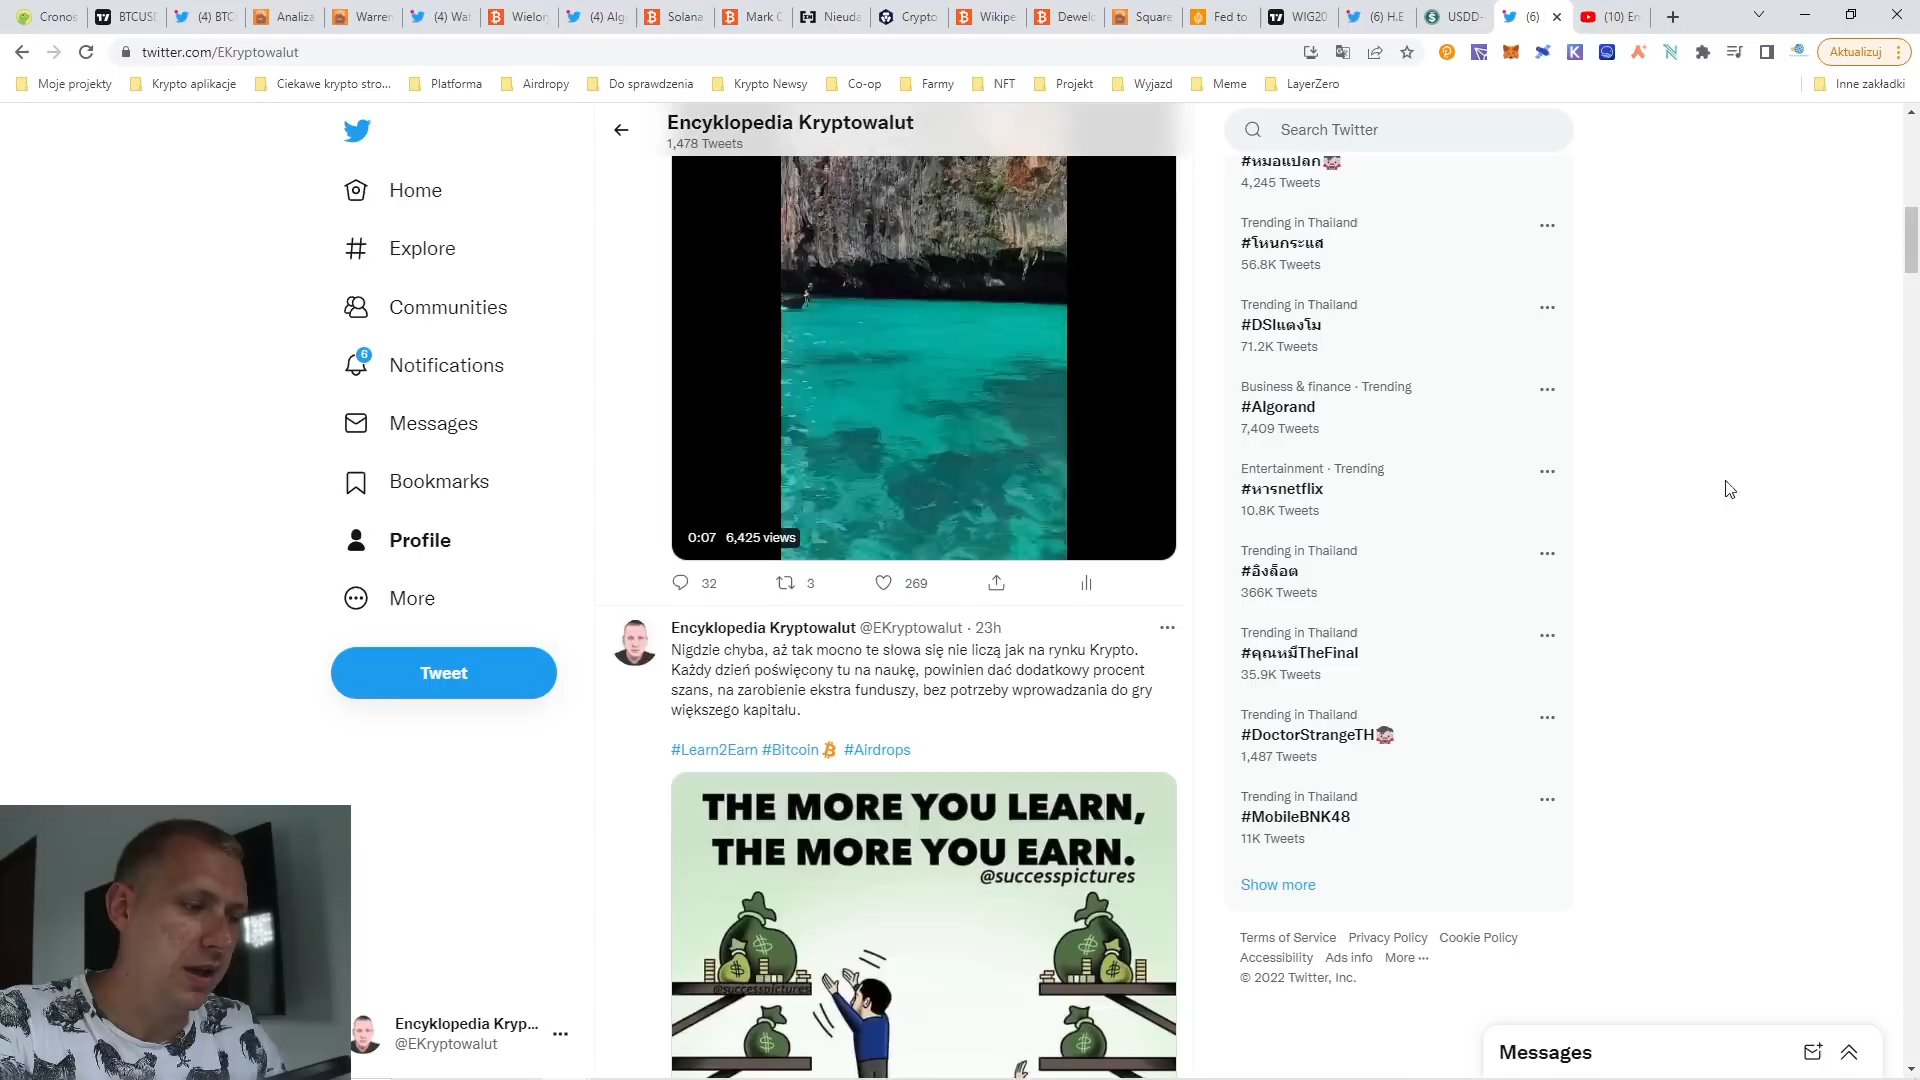 Cronos
BTCUSI
(4) BTC
Analiza
Warren
(4) Wat
Wielor
(4) Alg
Solana
Mark C
Nieuda
Crypto
Wikipe
Dewel
Square
Fed to
WIG20
(6) H.E
USDD-
(6)
(10) En
twitter.com/EKryptowalut
Aktualizuj
Moje projekty
Krypto aplikacje
Ciekawe krypto stro...
Platforma
Airdropy
Do sprawdzenia
Krypto Newsy
Co-op
Farmy
NFT
Projekt
Wyjazd
Meme
LayerZero
Inne zakładki
Home
Explore
Communities
6
Notifications
Messages
Bookmarks
Profile
More
Tweet
Encyklopedia Kryp...
@EKryptowalut
Encyklopedia Kryptowalut
1,478 Tweets
0:07 6,425 views
32 3 269
Encyklopedia Kryptowalut @EKryptowalut · 23h
Nigdzie chyba, aż tak mocno te słowa się nie liczą jak na rynku Krypto.
Każdy dzień poświęcony tu na naukę, powinien dać dodatkowy procent
szans, na zarobienie ekstra funduszy, bez potrzeby wprowadzania do gry
większego kapitału.
#Learn2Earn #Bitcoin #Airdrops
THE MORE YOU LEARN,
THE MORE YOU EARN.
@successpictures
@successpictures
Search Twitter
#หมอแปลก
4,245 Tweets
Trending in Thailand
#โหนกระแส
56.8K Tweets
Trending in Thailand
#DSIแตงโม
71.2K Tweets
Business & finance · Trending
#Algorand
7,409 Tweets
Entertainment · Trending
#หารnetflix
10.8K Tweets
Trending in Thailand
#อิงล็อต
366K Tweets
Trending in Thailand
#คุณหมีTheFinal
35.9K Tweets
Trending in Thailand
#DoctorStrangeTH
1,487 Tweets
Trending in Thailand
#MobileBNK48
11K Tweets
Show more
Terms of Service Privacy Policy Cookie Policy
Accessibility Ads info More ···
© 2022 Twitter, Inc.
Messages